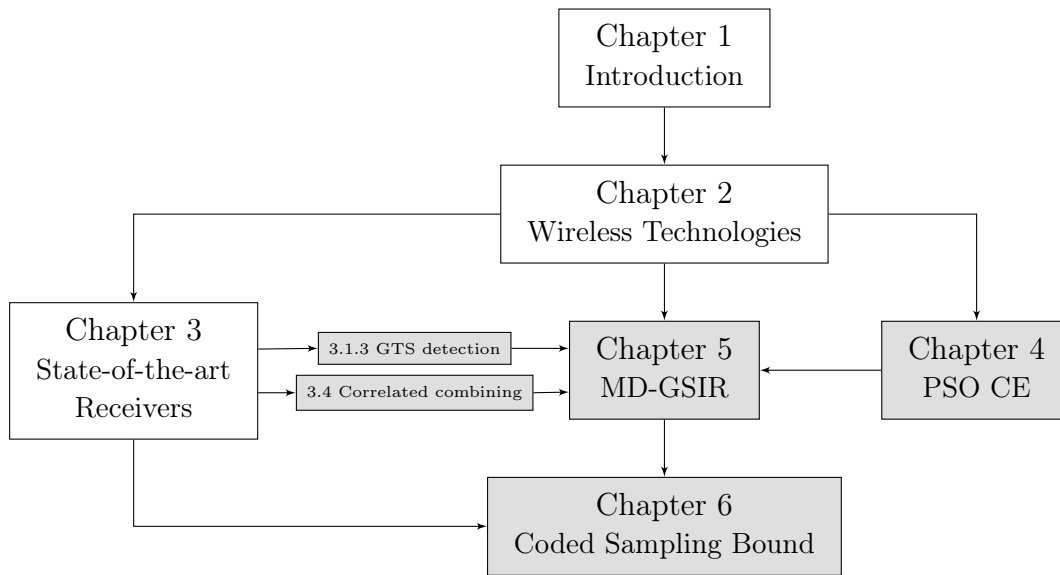 Chapter 1
Introduction
Chapter 2
Wireless Technologies
Chapter 3
State-of-the-art
Receivers
3.1.3 GTS detection
3.4 Correlated combining
Chapter 5
MD-GSIR
Chapter 4
PSO CE
Chapter 6
Coded Sampling Bound